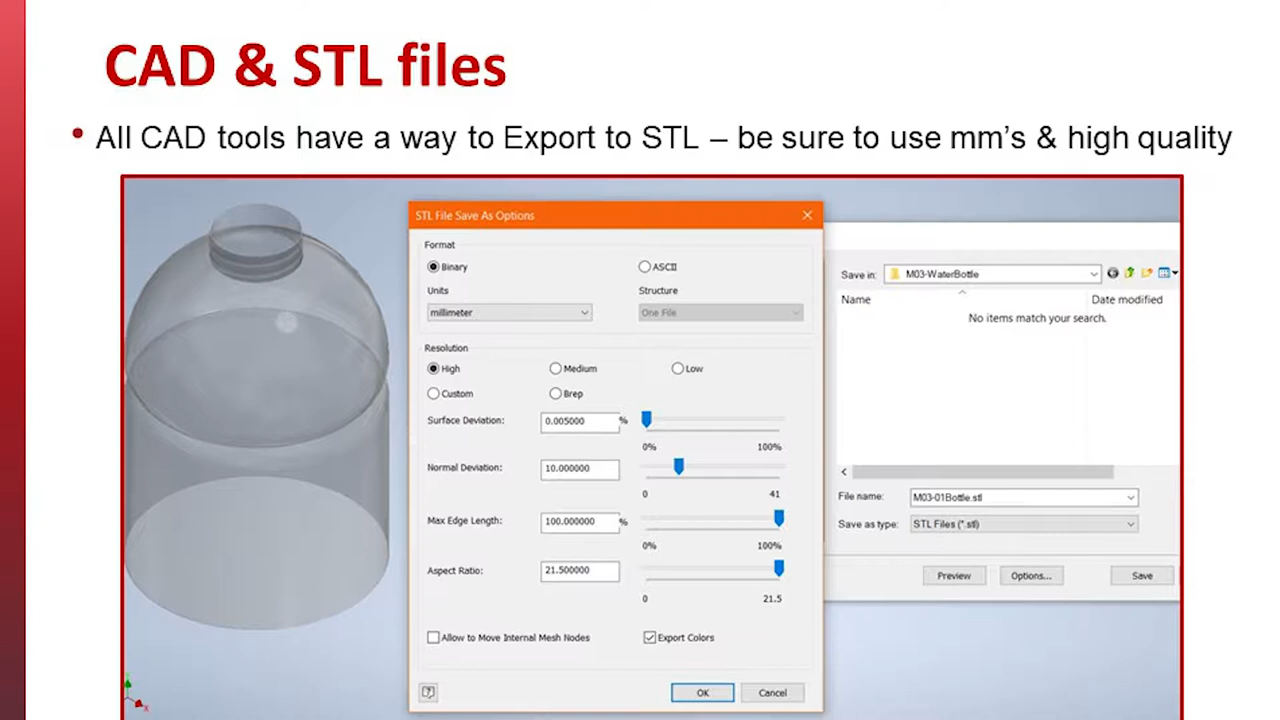 CAD & STL files
• All CAD tools have a way to Export to STL – be sure to use mm's & high quality
STL File Save As Options
Format
Binary
ASCII
Units
Structure
millimeter
One File
Resolution
High
Medium
Low
Custom
Brep
Surface Deviation:
0.005000
%
0%
100%
Normal Deviation:
10.000000
0
41
Max Edge Length:
100.000000
%
0%
100%
Aspect Ratio:
21.500000
0
21.5
Allow to Move Internal Mesh Nodes
Export Colors
?
OK
Cancel
Save in:
M03-WaterBottle
Name
Date modified
No items match your search.
File name:
M03-01Bottle.stl
Save as type:
STL Files (*.stl)
Preview
Options...
Save
X